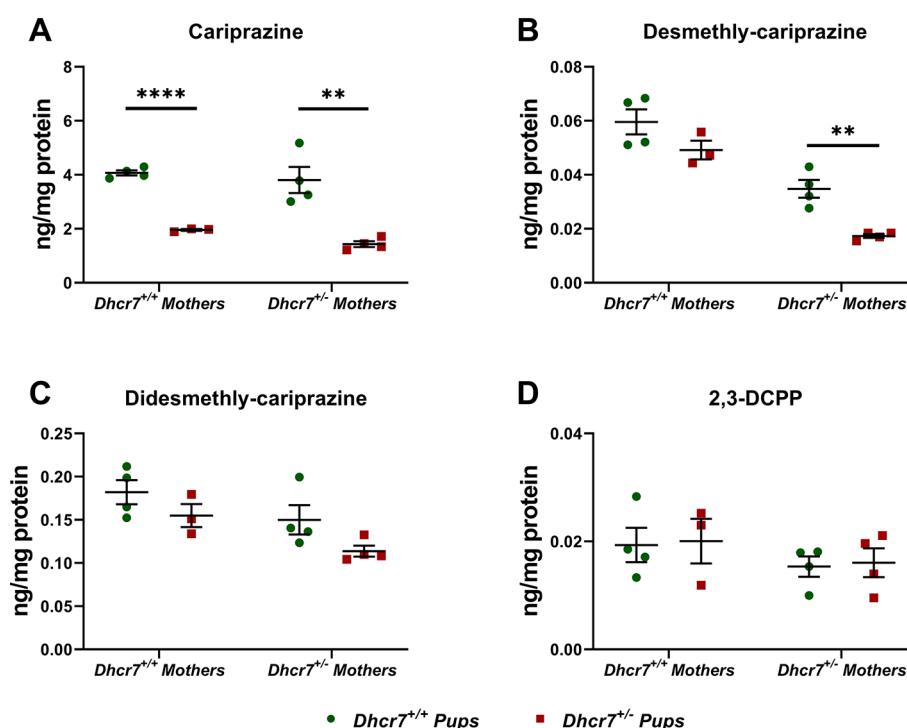 A Cariprazine
ng/mg protein
8
6
4
2
0
**** **
Dhcr7+/+ Mothers Dhcr7+/- Mothers
B Desmethly-cariprazine
ng/mg protein
0.08
0.06
0.04
0.02
0.00
**
Dhcr7+/+ Mothers Dhcr7+/- Mothers
C Didesmethly-cariprazine
ng/mg protein
0.25
0.20
0.15
0.10
0.05
0.00
Dhcr7+/+ Mothers Dhcr7+/- Mothers
D 2,3-DCPP
ng/mg protein
0.04
0.02
0.00
Dhcr7+/+ Mothers Dhcr7+/- Mothers
Dhcr7+/+ Pups Dhcr7+/- Pups